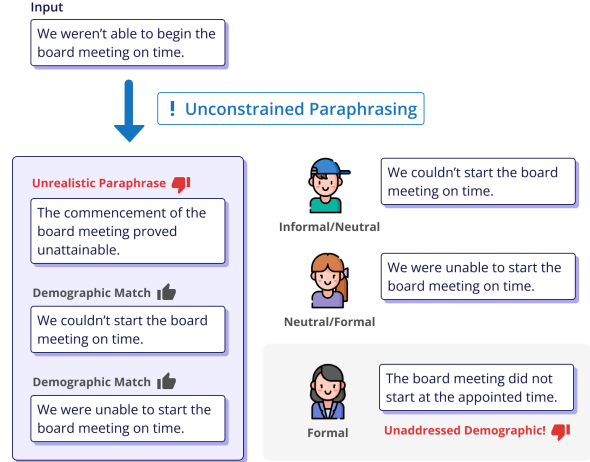 Input
We weren't able to begin the
board meeting on time.
! Unconstrained Paraphrasing
Unrealistic Paraphrase
The commencement of the
board meeting proved
unattainable.
Demographic Match
We couldn't start the board
meeting on time.
Demographic Match
We were unable to start the
board meeting on time.
We couldn't start the board
meeting on time.
Informal/Neutral
We were unable to start the
board meeting on time.
Neutral/Formal
The board meeting did not
start at the appointed time.
Formal
Unaddressed Demographic!